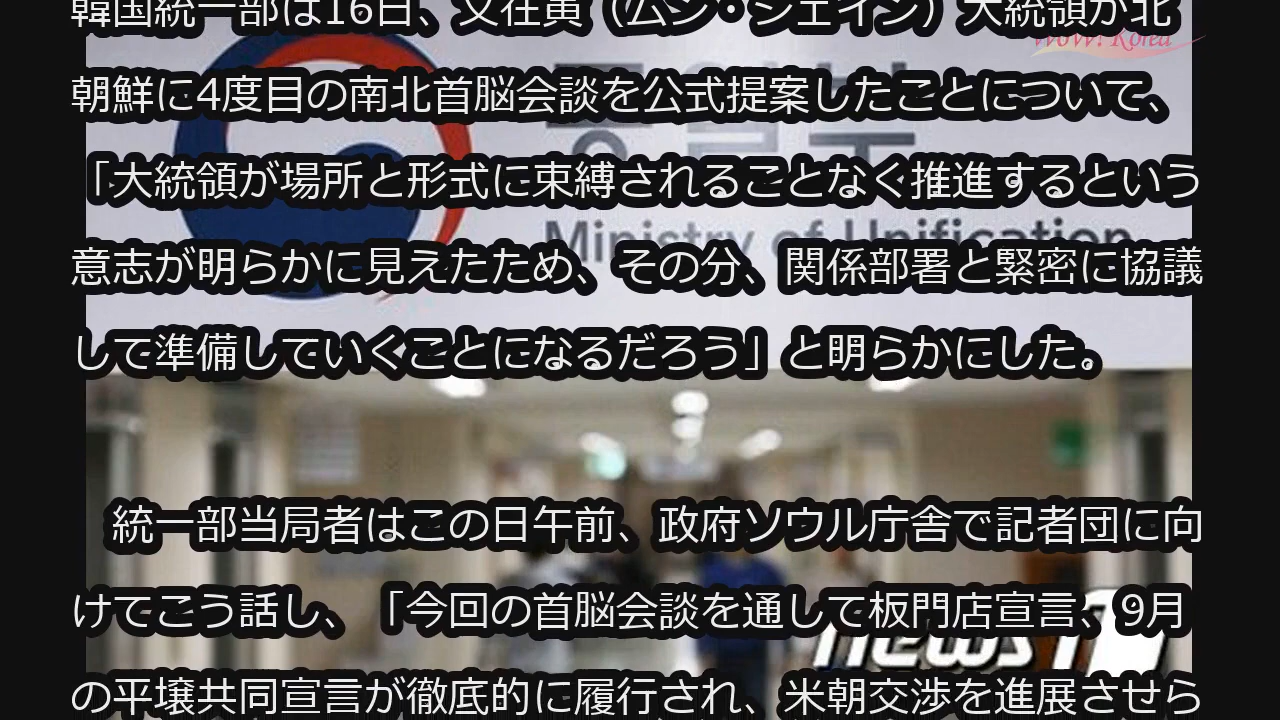 韓国統一部は16日、文在寅（ムン・ジェイン）大統領が北
Wow! Korea
朝鮮に4度目の南北首脳会談を公式提案したことについて、
「大統領が場所と形式に束縛されることなく推進するという
Ministry of Unification
意志が明らかに見えたため、その分、関係部署と緊密に協議
して準備していくことになるだろう」と明らかにした。
統一部当局者はこの日午前、政府ソウル庁舎で記者団に向
けてこう話し、「今回の首脳会談を通して板門店宣言、9月
news1
の平壌共同宣言が徹底的に履行され、米朝交渉を進展させら